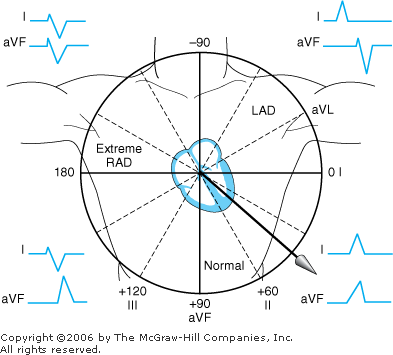 I
aVF
–90
I
aVF
LAD
aVL
Extreme
RAD
180
0 I
Normal
I
aVF
+120
III
+90
aVF
+60
II
I
aVF
Copyright ©2006 by The McGraw-Hill Companies, Inc.
All rights reserved.